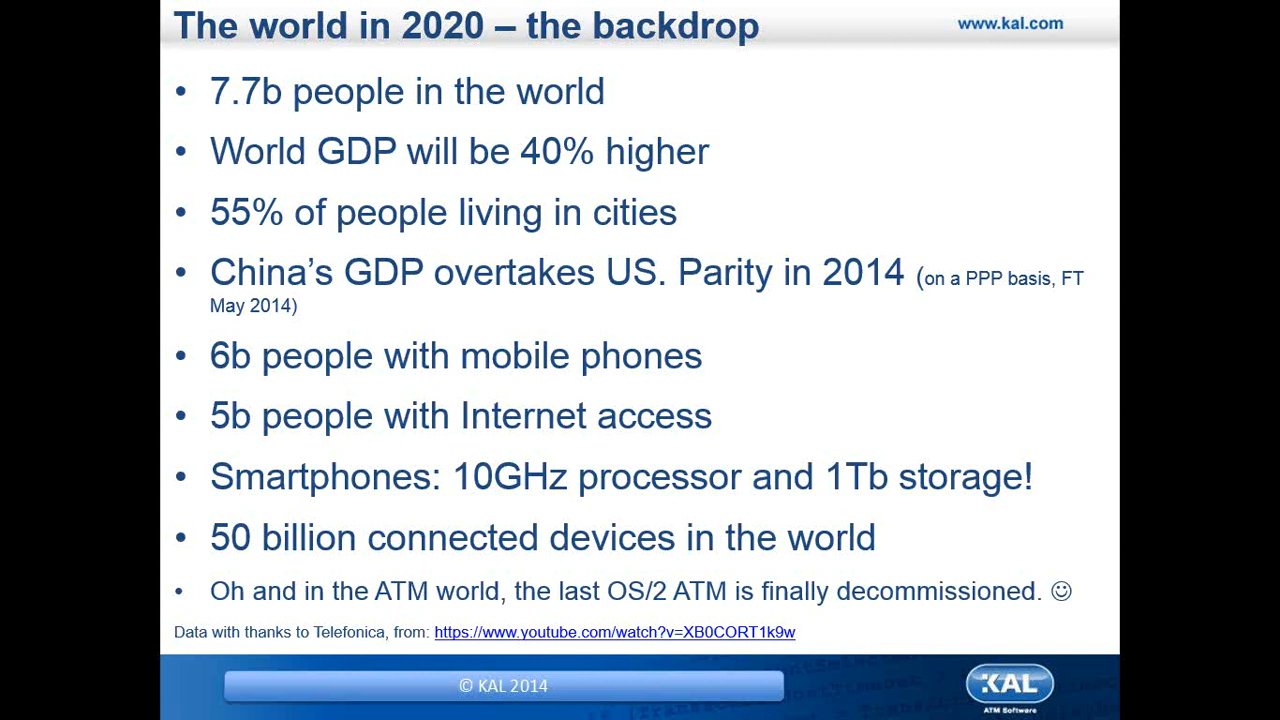 The world in 2020 – the backdrop
www.kal.com
• 7.7b people in the world
• World GDP will be 40% higher
• 55% of people living in cities
• China’s GDP overtakes US. Parity in 2014 (on a PPP basis, FT
May 2014)
• 6b people with mobile phones
• 5b people with Internet access
• Smartphones: 10GHz processor and 1Tb storage!
• 50 billion connected devices in the world
• Oh and in the ATM world, the last OS/2 ATM is finally decommissioned. ☺
Data with thanks to Telefonica, from: https://www.youtube.com/watch?v=XB0CORT1k9w
© KAL 2014
KAL
ATM Software